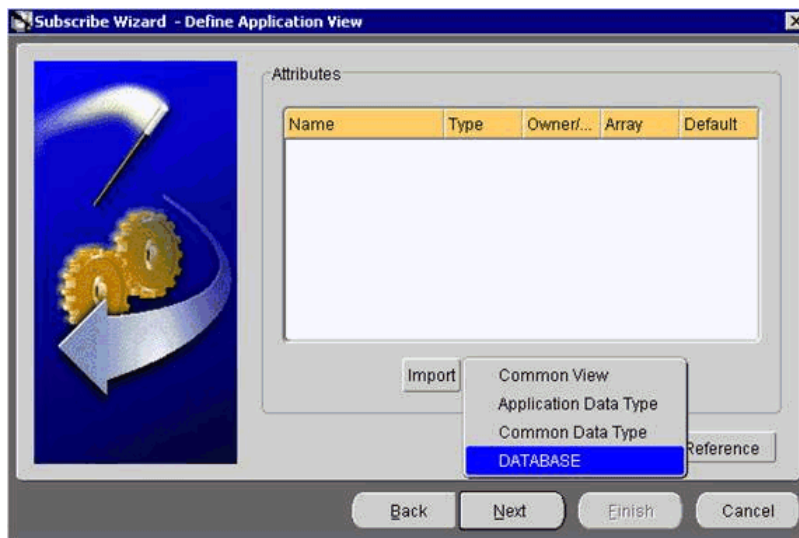 Subscribe Wizard - Define Application View
Attributes
Name Type Owner/... Array Default
Import
Common View
Application Data Type
Common Data Type
DATABASE
Reference
Back Next Finish Cancel